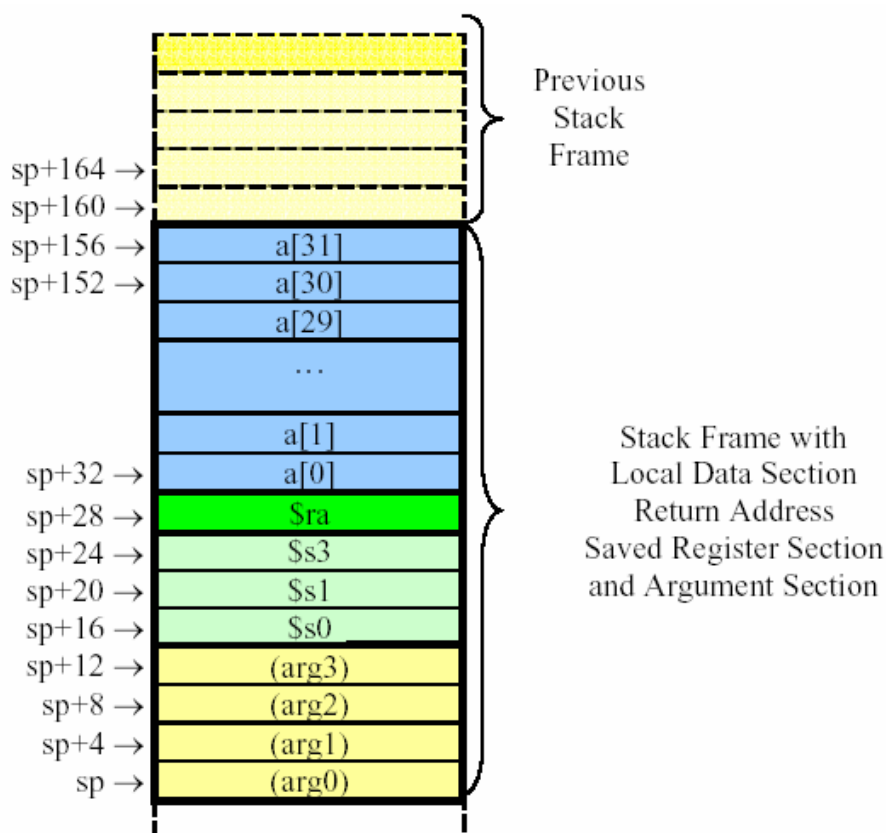 Previous
Stack
Frame
sp+164 →
sp+160 →
sp+156 → a[31]
sp+152 → a[30]
a[29]
...
a[1]
sp+32 → a[0]
sp+28 → $ra
sp+24 → $s3
sp+20 → $s1
sp+16 → $s0
sp+12 → (arg3)
sp+8 → (arg2)
sp+4 → (arg1)
sp → (arg0)
Stack Frame with
Local Data Section
Return Address
Saved Register Section
and Argument Section